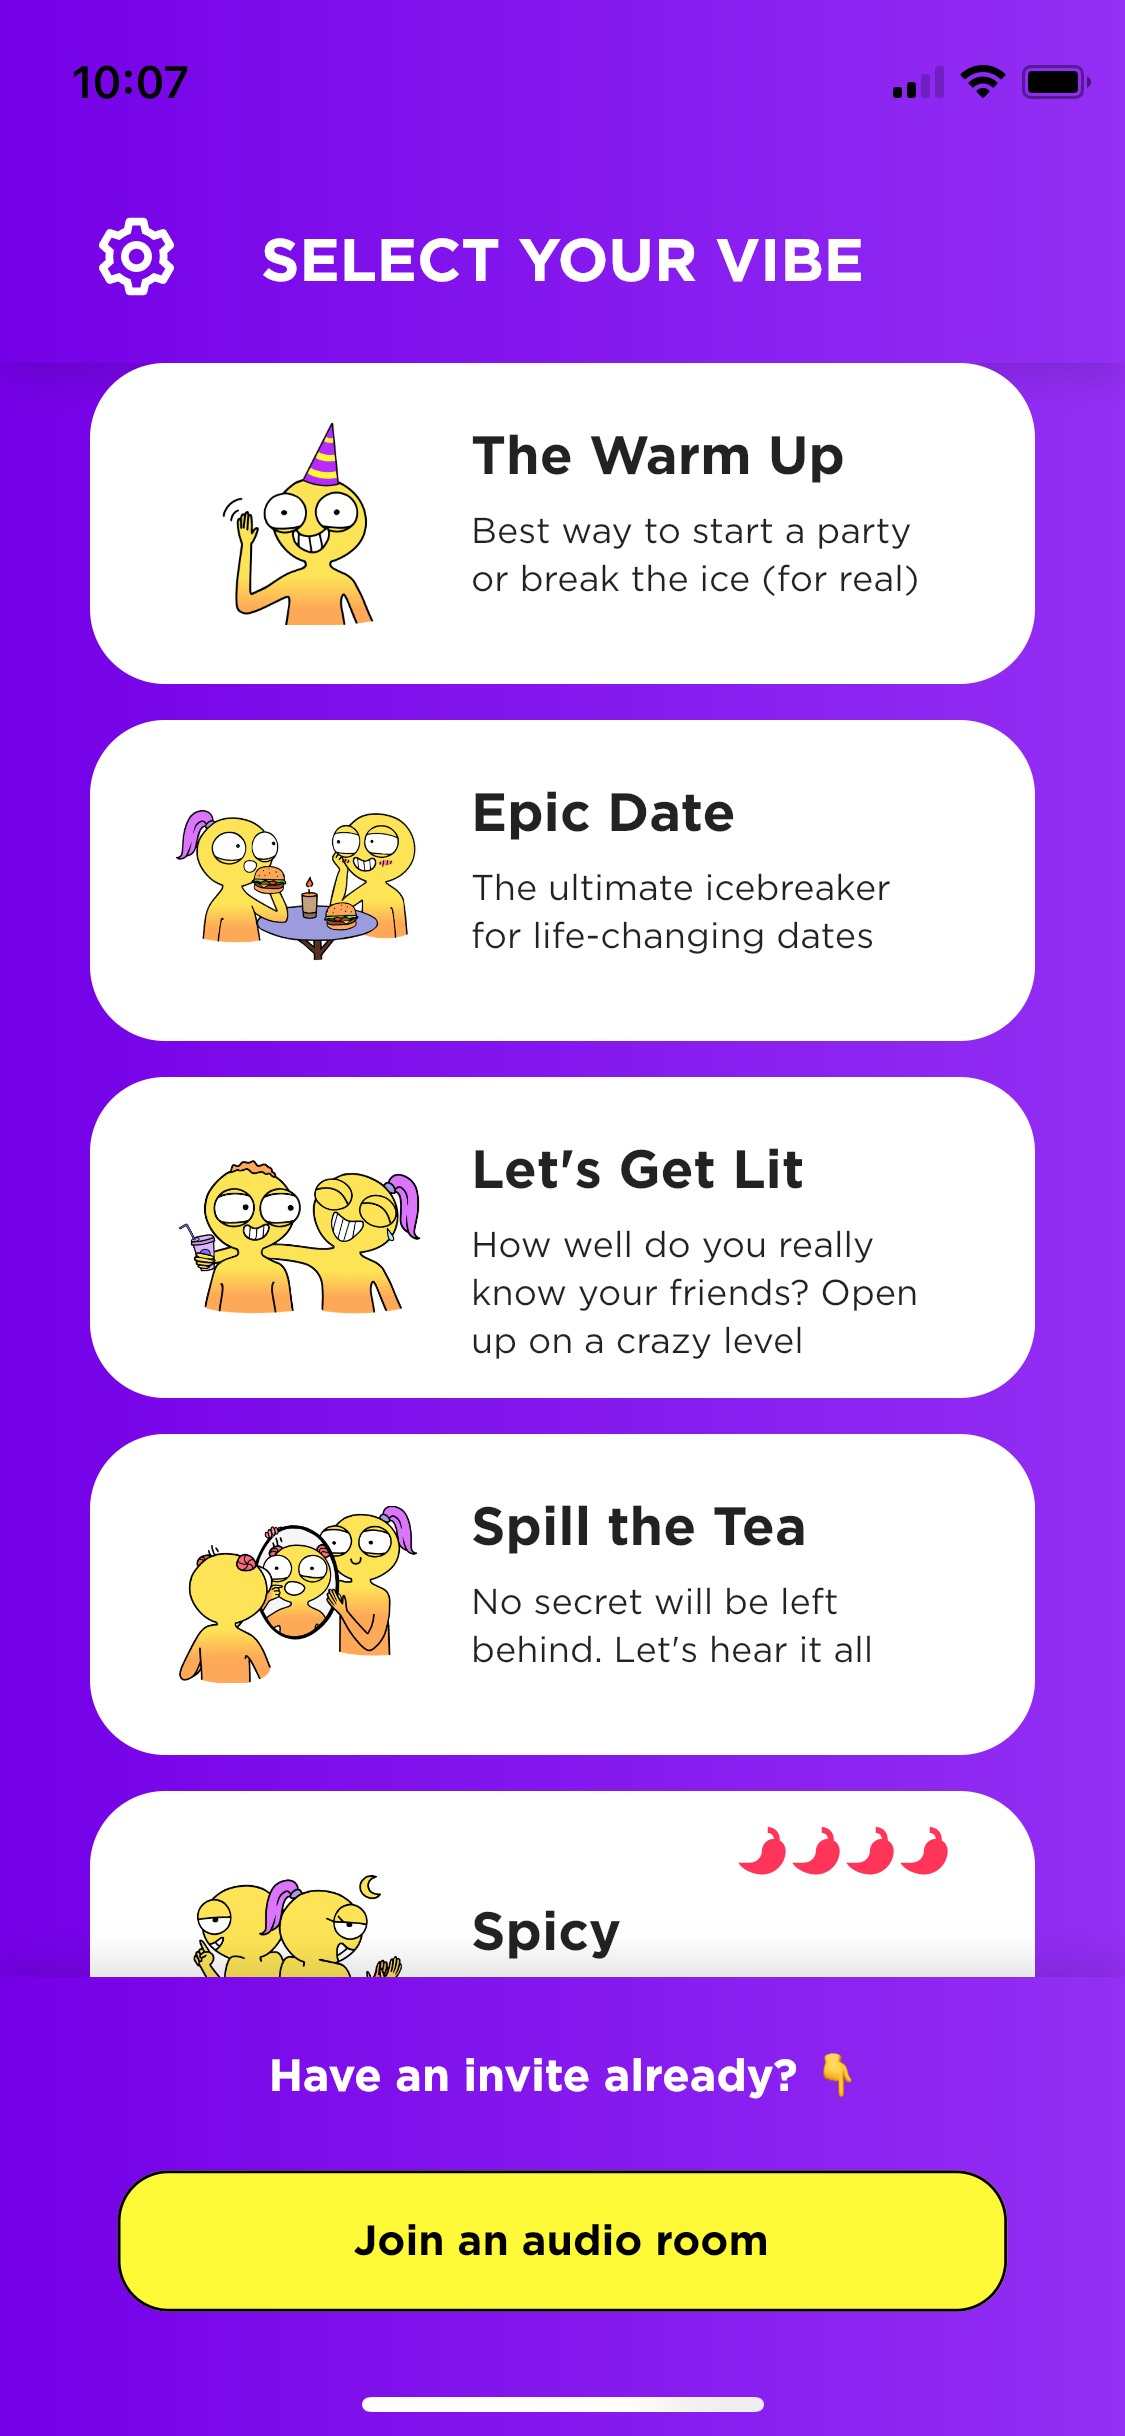 10:07
SELECT YOUR VIBE
The Warm Up
Best way to start a party
or break the ice (for real)
Epic Date
The ultimate icebreaker
for life-changing dates
Let's Get Lit
How well do you really
know your friends? Open
up on a crazy level
Spill the Tea
No secret will be left
behind. Let's hear it all
Spicy
Have an invite already? 👇
Join an audio room